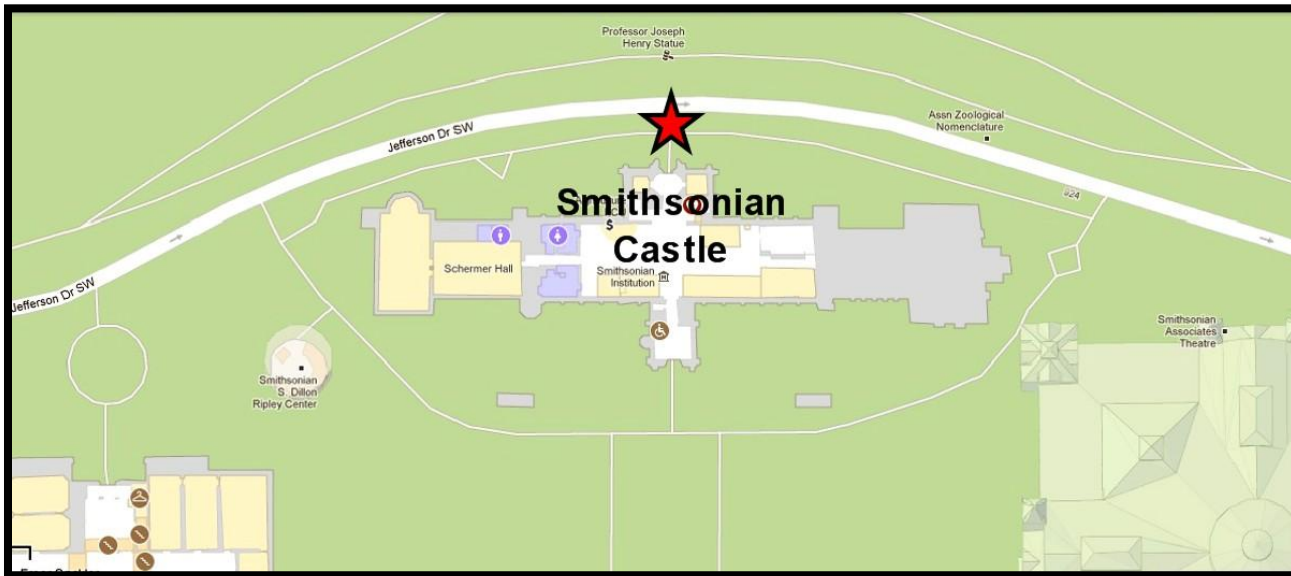 Professor Joseph
Henry Statue
Assn Zoological
Nomenclature
Jefferson Dr SW
Smithsonian
Castle
$
Schermer Hall
Smithsonian
Institution
Jefferson Dr SW
Smithsonian
Associates
Theatre
Smithsonian
S. Dillon
Ripley Center